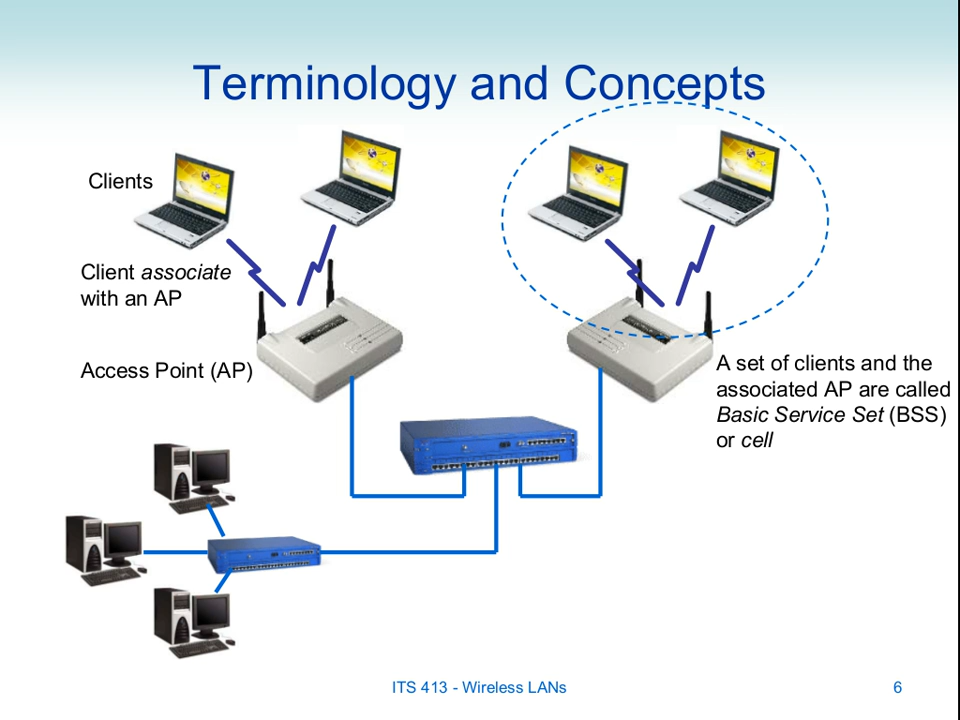 Terminology and Concepts
Clients
Client associate
with an AP
Access Point (AP)
A set of clients and the
associated AP are called
Basic Service Set (BSS)
or cell
ITS 413 - Wireless LANs
6